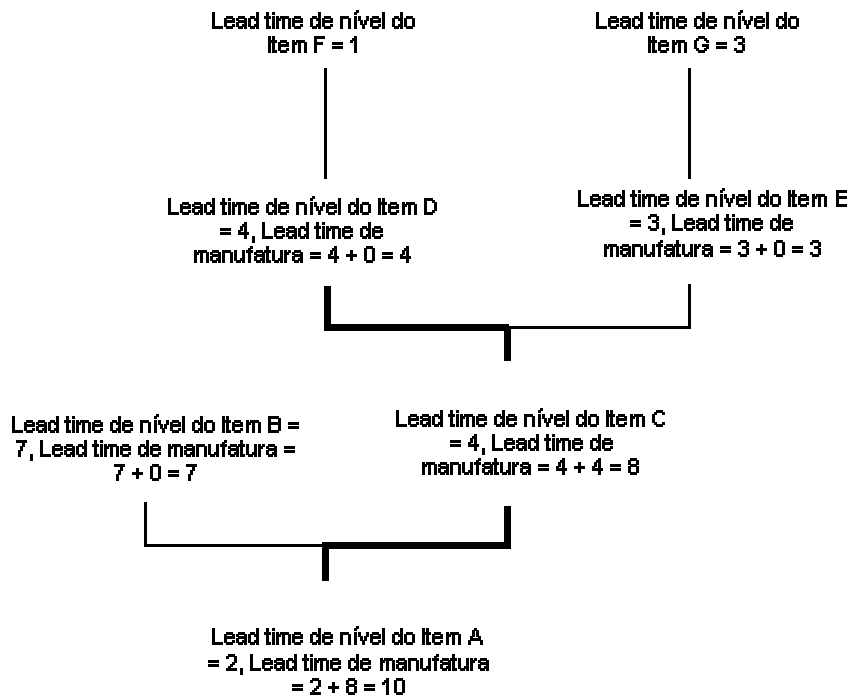 Lead time de nível do
Item F = 1
Lead time de nível do
Item G = 3
Lead time de nível do Item D
= 4, Lead time de
manufatura = 4 + 0 = 4
Lead time de nível do Item E
= 3, Lead time de
manufatura = 3 + 0 = 3
Lead time de nível do Item B =
7, Lead time de manufatura =
7 + 0 = 7
Lead time de nível do Item C
= 4, Lead time de
manufatura = 4 + 4 = 8
Lead time de nível do Item A
= 2, Lead time de manufatura
= 2 + 8 = 10